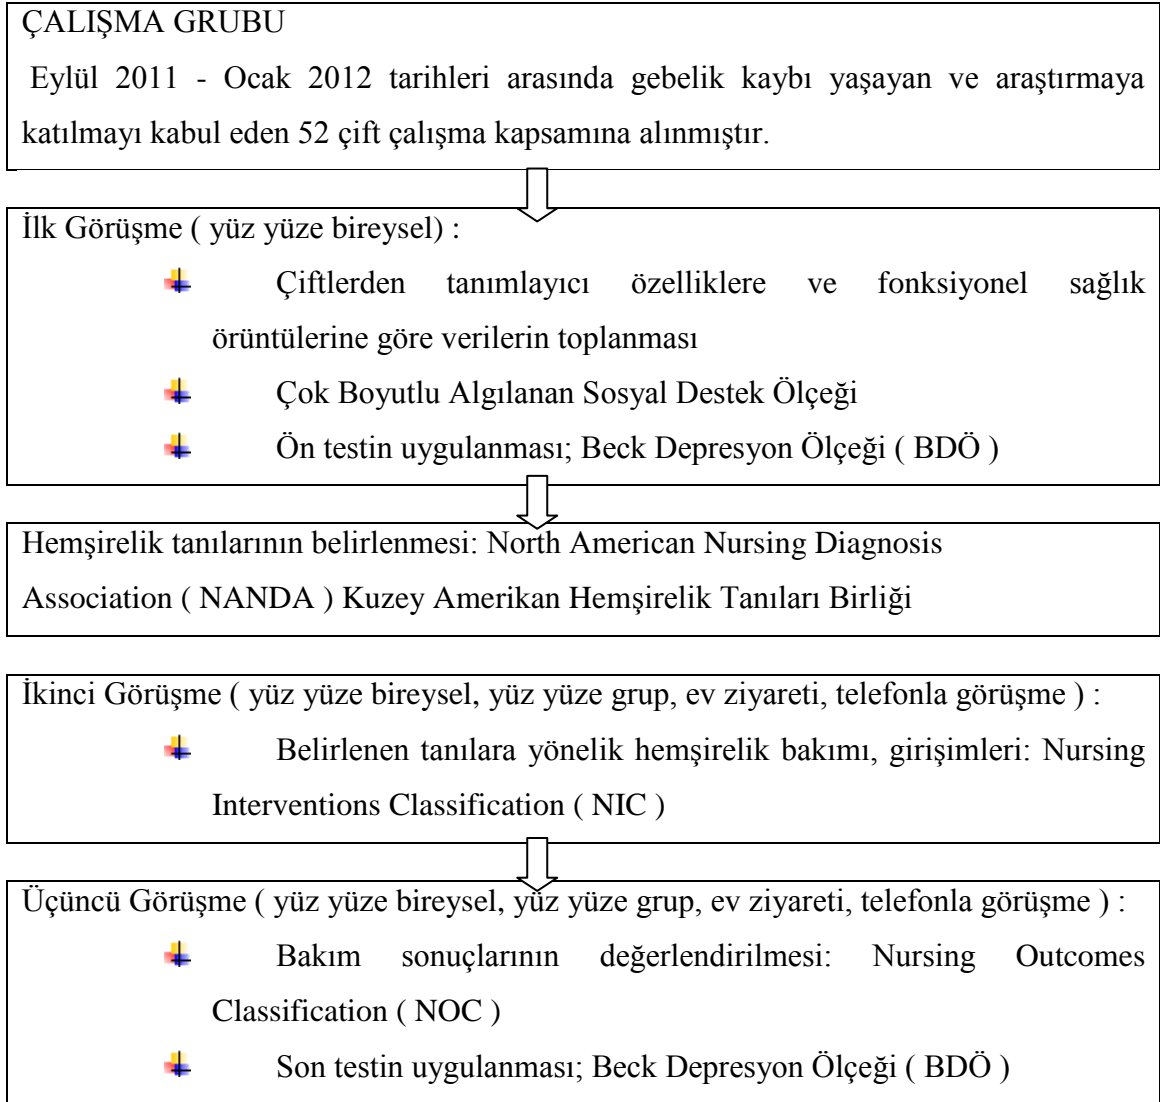 ÇALIŞMA GRUBU
Eylül 2011 - Ocak 2012 tarihleri arasında gebelik kaybı yaşayan ve araştırmaya
katılmayı kabul eden 52 çift çalışma kapsamına alınmıştır.
İlk Görüşme ( yüz yüze bireysel) :
Çiftlerden tanımlayıcı özelliklere ve fonksiyonel sağlık
örüntülerine göre verilerin toplanması
Çok Boyutlu Algılanan Sosyal Destek Ölçeği
Ön testin uygulanması; Beck Depresyon Ölçeği ( BDÖ )
Hemşirelik tanılarının belirlenmesi: North American Nursing Diagnosis
Association ( NANDA ) Kuzey Amerikan Hemşirelik Tanıları Birliği
İkinci Görüşme ( yüz yüze bireysel, yüz yüze grup, ev ziyareti, telefonla görüşme ) :
Belirlenen tanılara yönelik hemşirelik bakımı, girişimleri: Nursing
Interventions Classification ( NIC )
Üçüncü Görüşme ( yüz yüze bireysel, yüz yüze grup, ev ziyareti, telefonla görüşme ) :
Bakım sonuçlarının değerlendirilmesi: Nursing Outcomes
Classification ( NOC )
Son testin uygulanması; Beck Depresyon Ölçeği ( BDÖ )